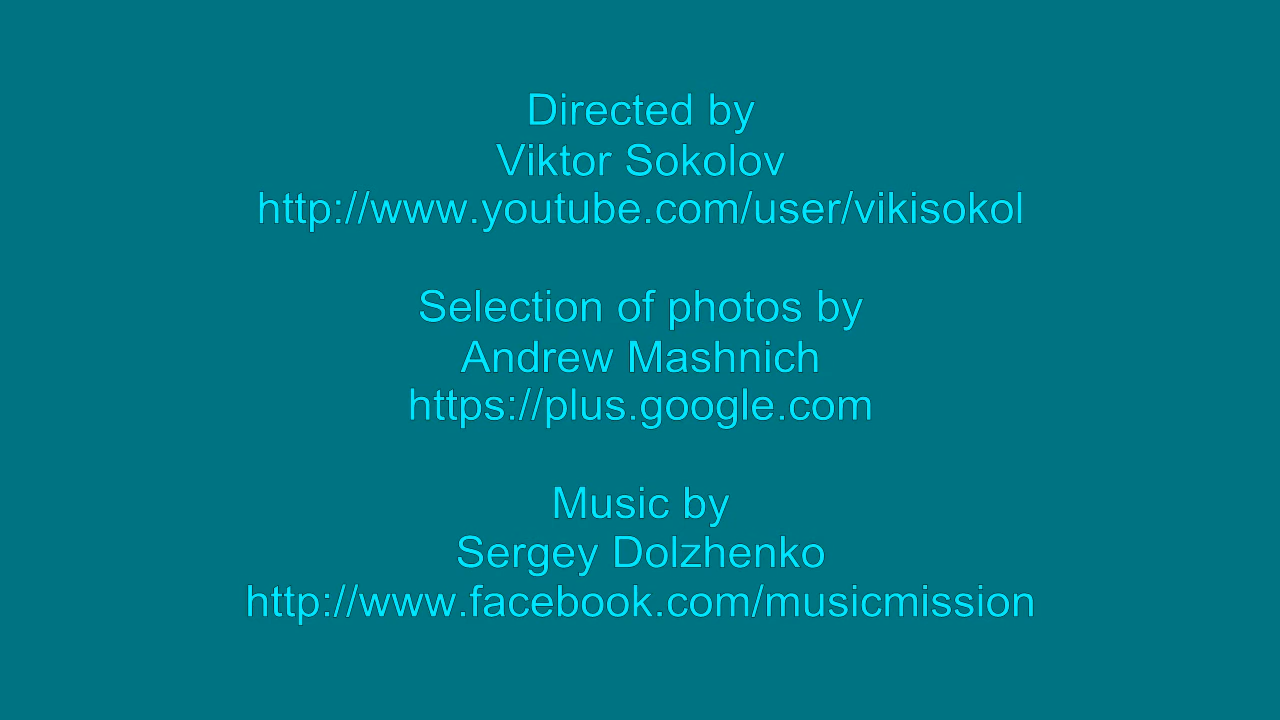 Directed by
Viktor Sokolov
http://www.youtube.com/user/vikisokol
Selection of photos by
Andrew Mashnich
https://plus.google.com
Music by
Sergey Dolzhenko
http://www.facebook.com/musicmission